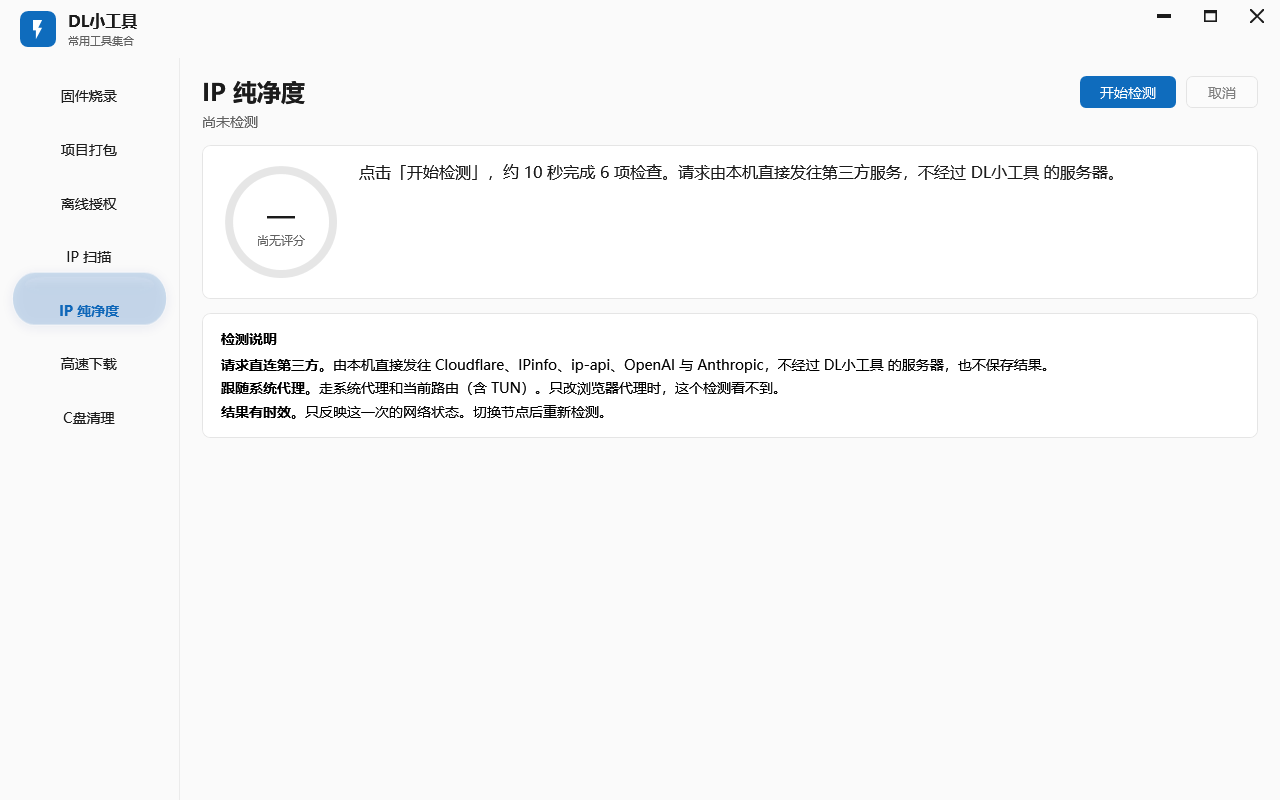 DL小工具
常用工具集合
固件烧录
项目打包
离线授权
IP 扫描
IP 纯净度
高速下载
C盘清理
IP 纯净度
尚未检测
开始检测
取消
—
尚无评分
点击「开始检测」，约 10 秒完成 6 项检查。请求由本机直接发往第三方服务，不经过 DL小工具 的服务器。
检测说明
请求直连第三方。由本机直接发往 Cloudflare、IPinfo、ip-api、OpenAI 与 Anthropic，不经过 DL小工具 的服务器，也不保存结果。
跟随系统代理。走系统代理和当前路由（含 TUN）。只改浏览器代理时，这个检测看不到。
结果有时效。只反映这一次的网络状态。切换节点后重新检测。